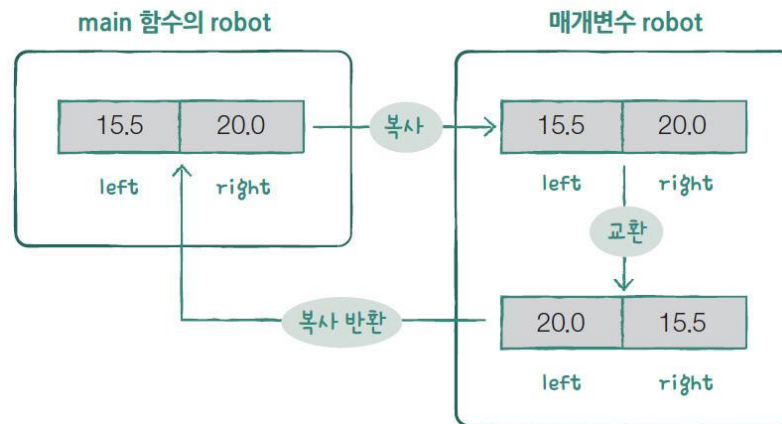 main 함수의 robot
매개변수 robot
15.5 20.0
복사
15.5 20.0
left right
left right
교환
복사 반환
20.0 15.5
left right